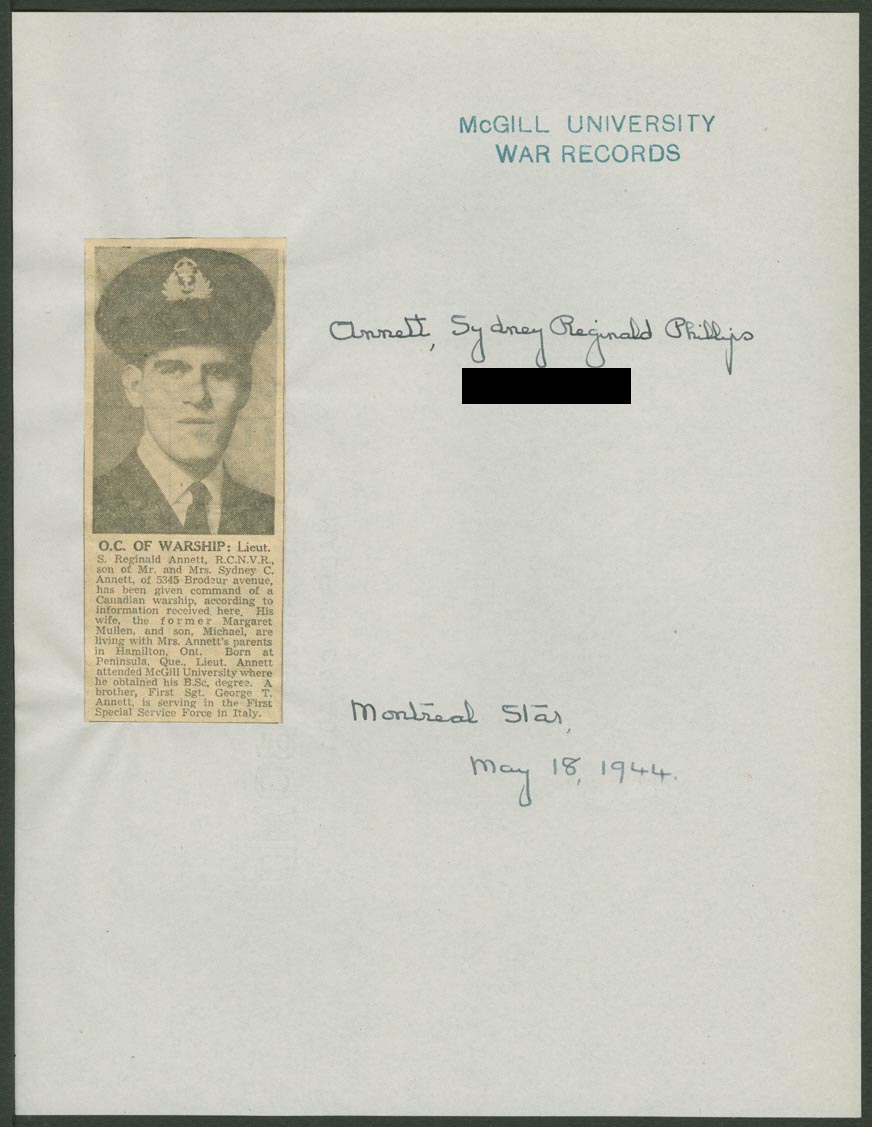 McGILL UNIVERSITY
WAR RECORDS
Annett, Sydney Reginald Phillips
O.C. OF WARSHIP: Lieut.
S. Reginald Annett, R.C.N.V.R.,
son of Mr. and Mrs. Sydney C.
Annett, of 5345 Brodeur avenue,
has been given command of a
Canadian warship, according to
information received here. His
wife, the former Margaret
Mullen, and son, Michael, are
living with Mrs. Annett's parents
in Hamilton, Ont. Born at
Peninsula, Que., Lieut. Annett
attended McGill University where
he obtained his B.Sc. degree. A
brother, First Sgt. George T.
Annett, is serving in the First
Special Service Force in Italy.
Montreal Star,
May 18, 1944.